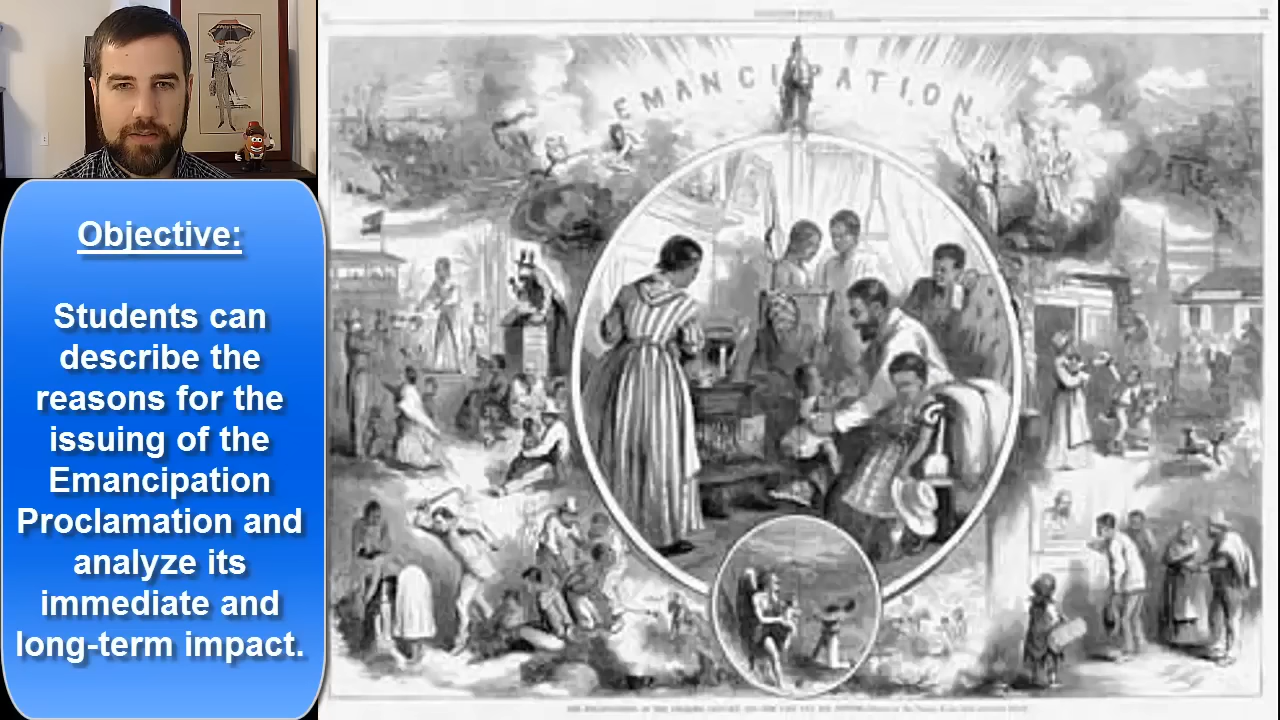 Objective:
Students can
describe the
reasons for the
issuing of the
Emancipation
Proclamation and
analyze its
immediate and
long-term impact.
EMANCIPATION